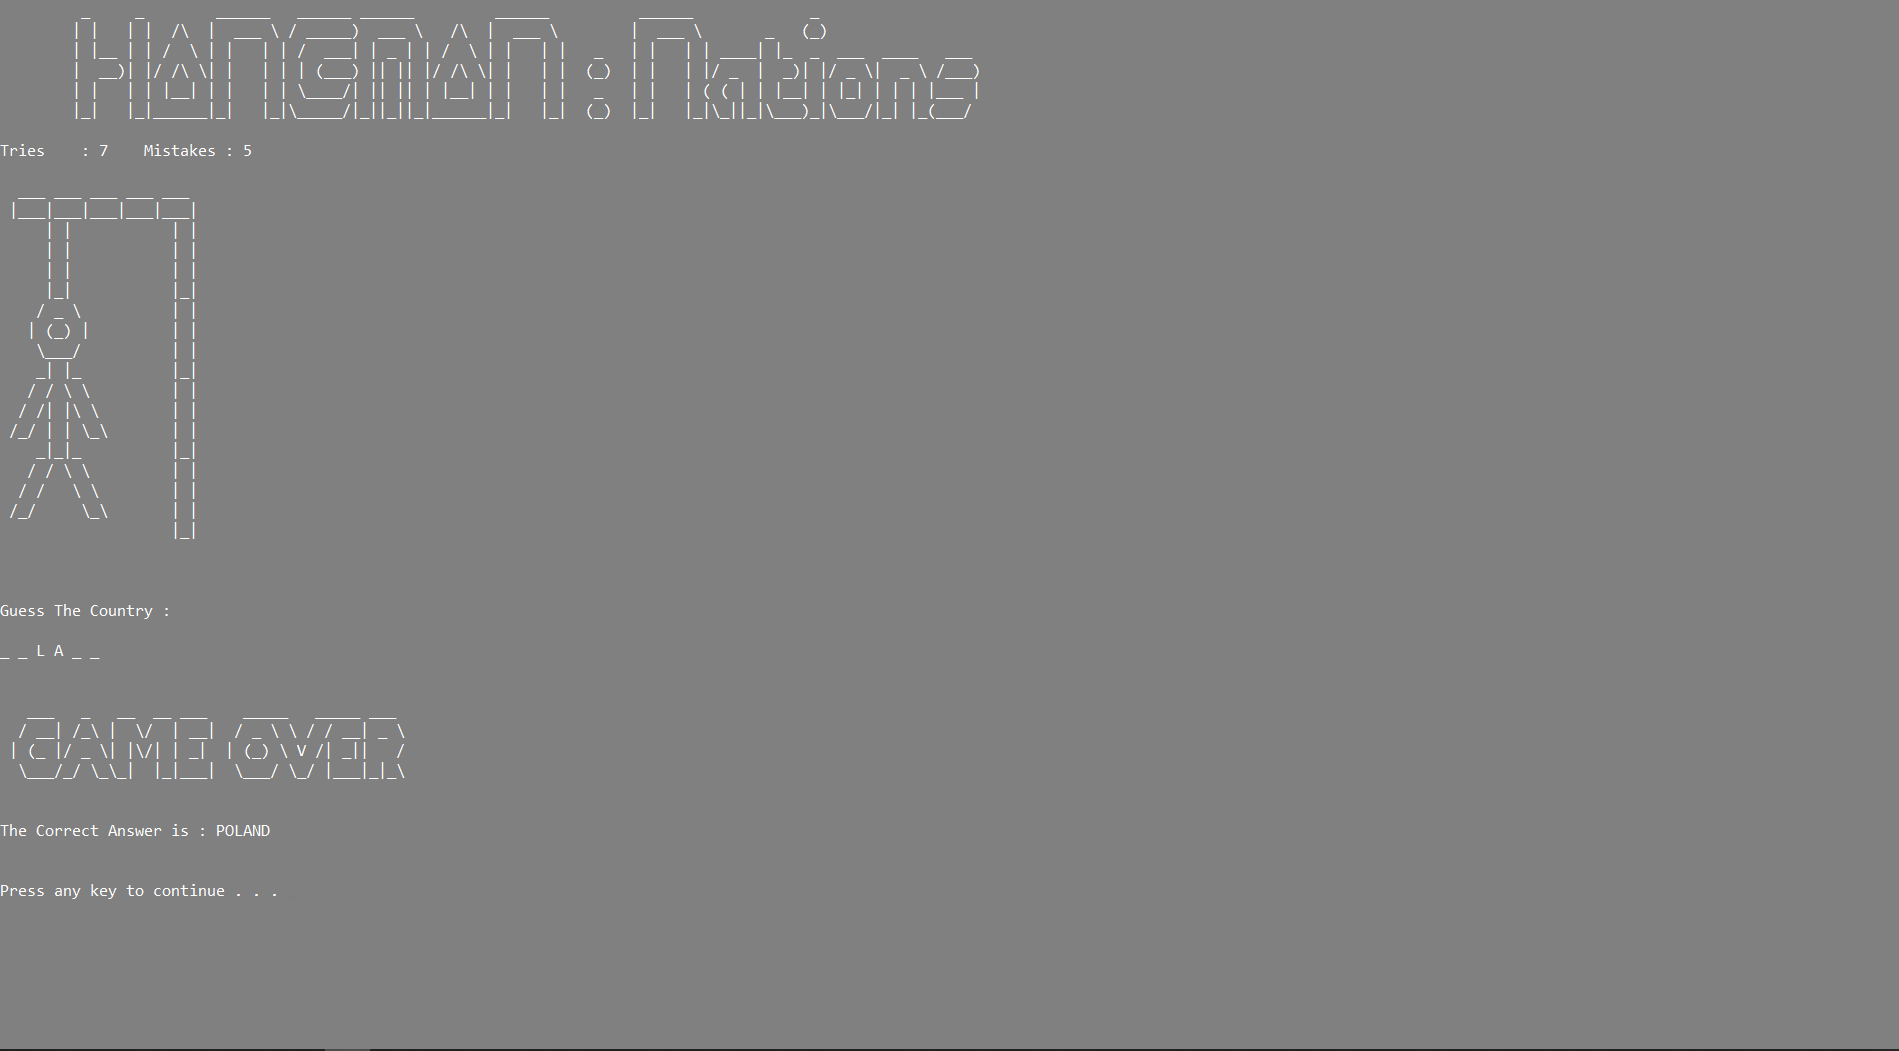 HANGMAN : Nations
Tries    : 7    Mistakes : 5
Guess The Country :
_ _ L A _ _
GAME OVER
The Correct Answer is : POLAND
Press any key to continue . . .